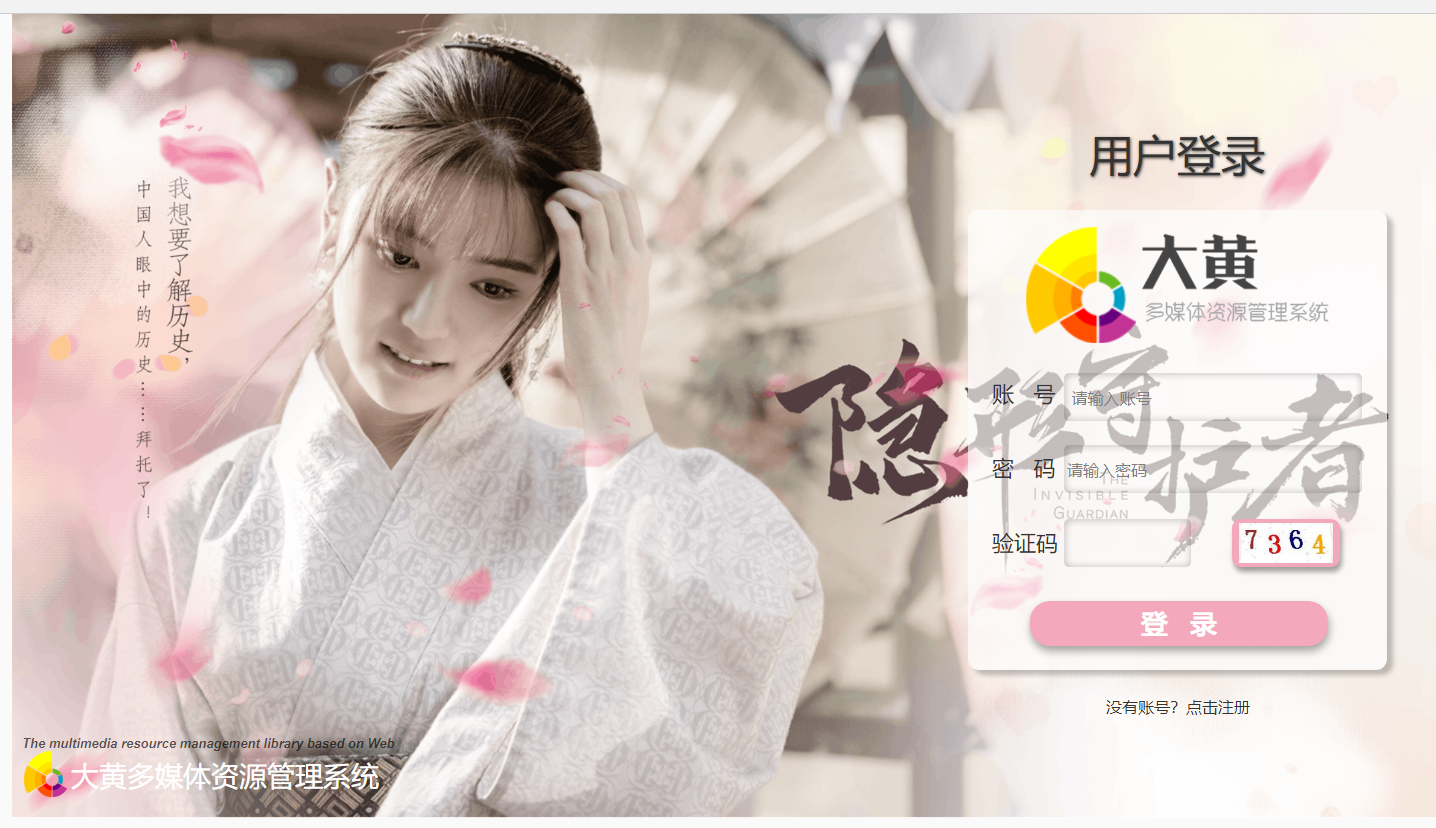 我想要了解历史，
中国人眼中的历史……拜托了！
用户登录
大黄
多媒体资源管理系统
隐形守护者
THE
INVISIBLE
GUARDIAN
账 号 请输入账号
密 码 请输入密码
验证码 7364
登 录
没有账号？点击注册
The multimedia resource management library based on Web
大黄多媒体资源管理系统